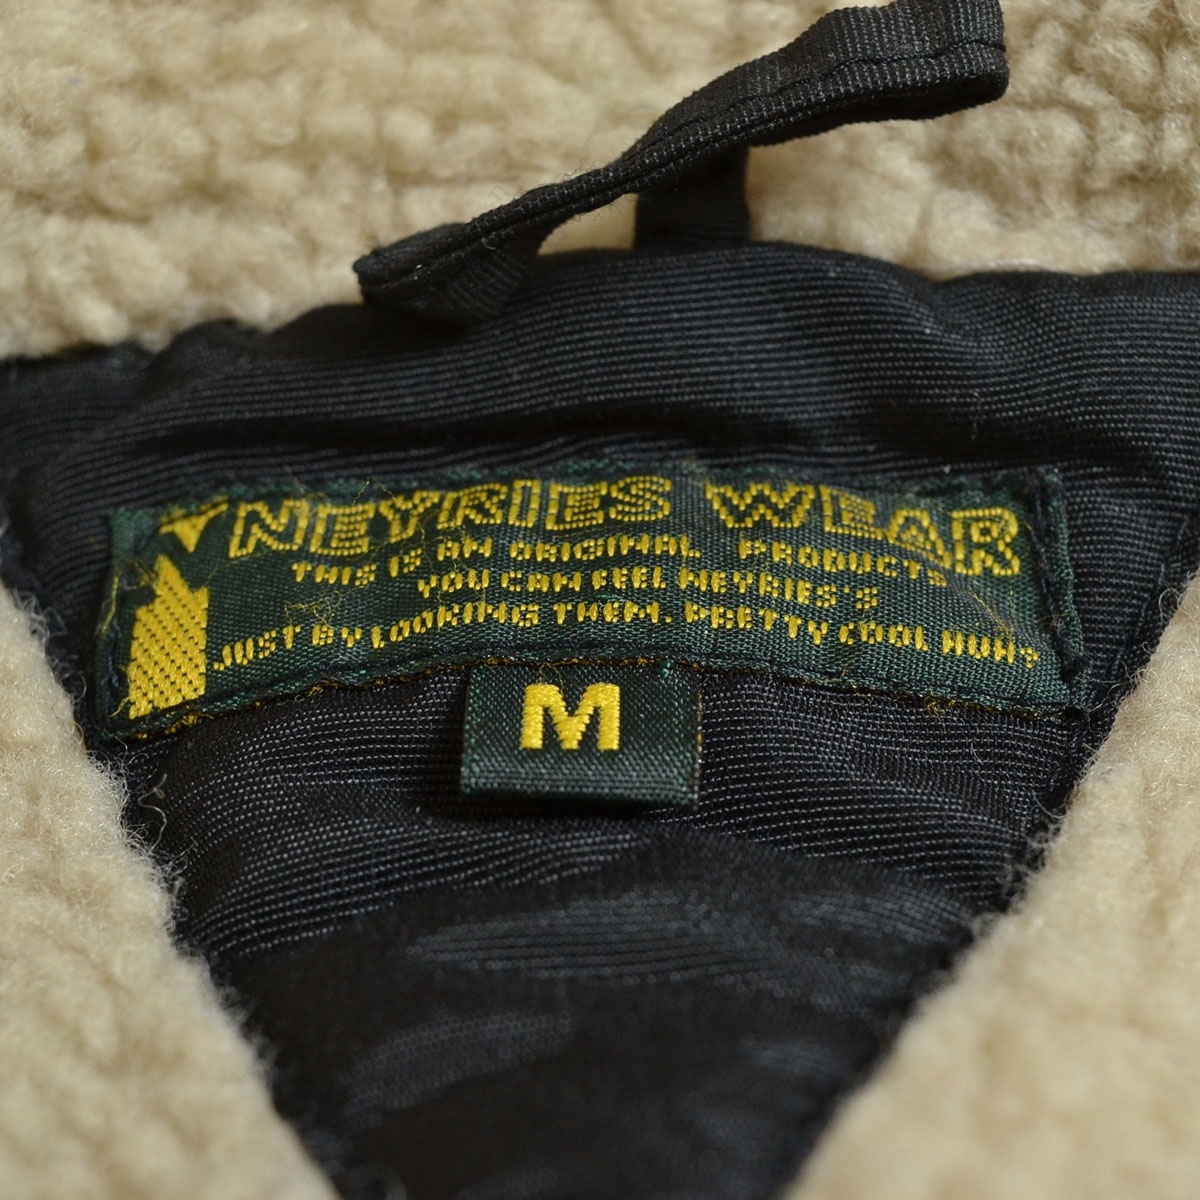 NEYRIES WEAR
THIS IS AN ORIGINAL PRODUCTS
YOU CAN FEEL NEYRIES'S
JUST BY LOOKING THEM. PRETTY COOL HUH?
M